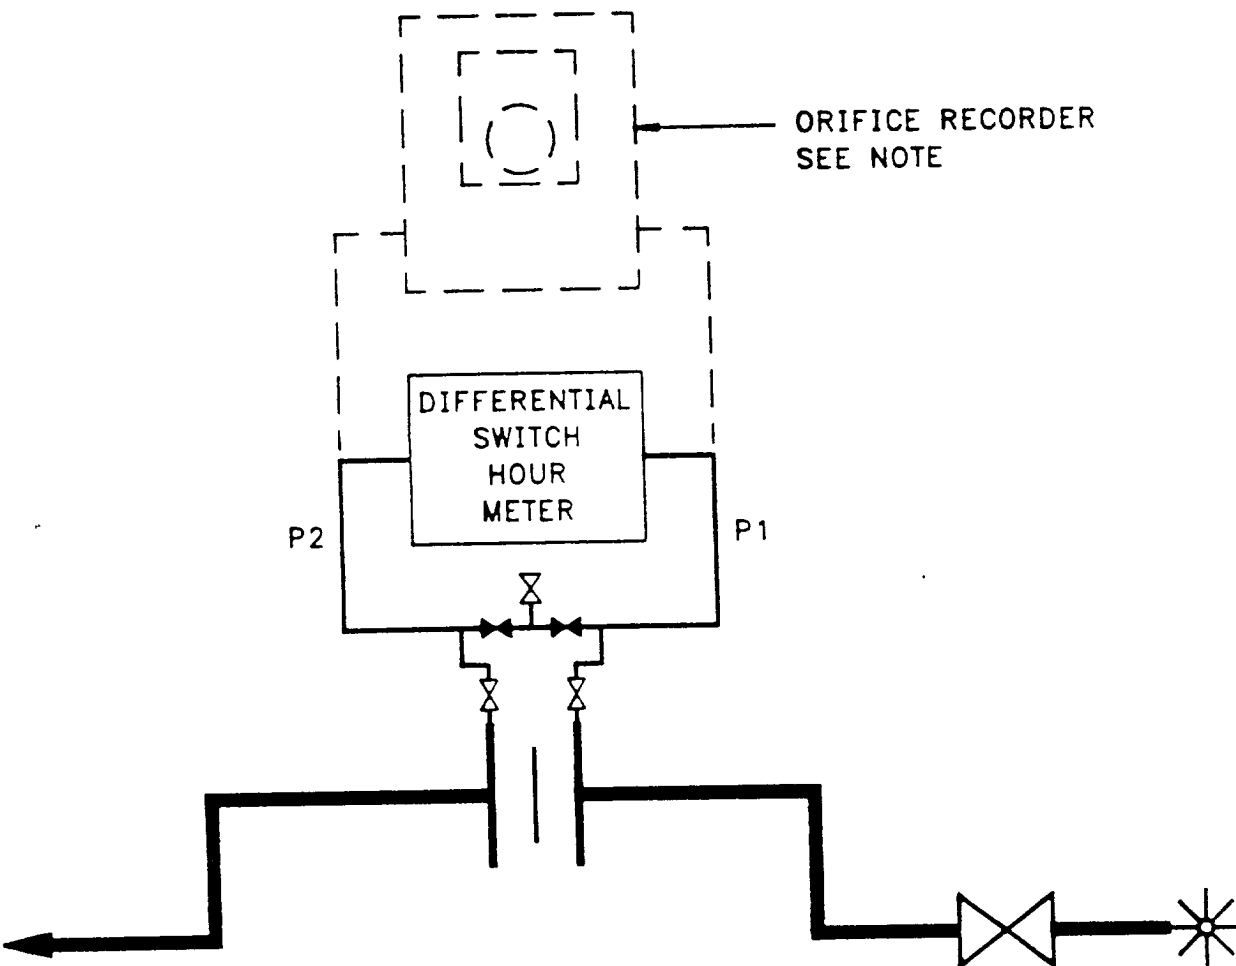 ORIFICE RECORDER
SEE NOTE
DIFFERENTIAL
SWITCH
HOUR
METER
P2
P1